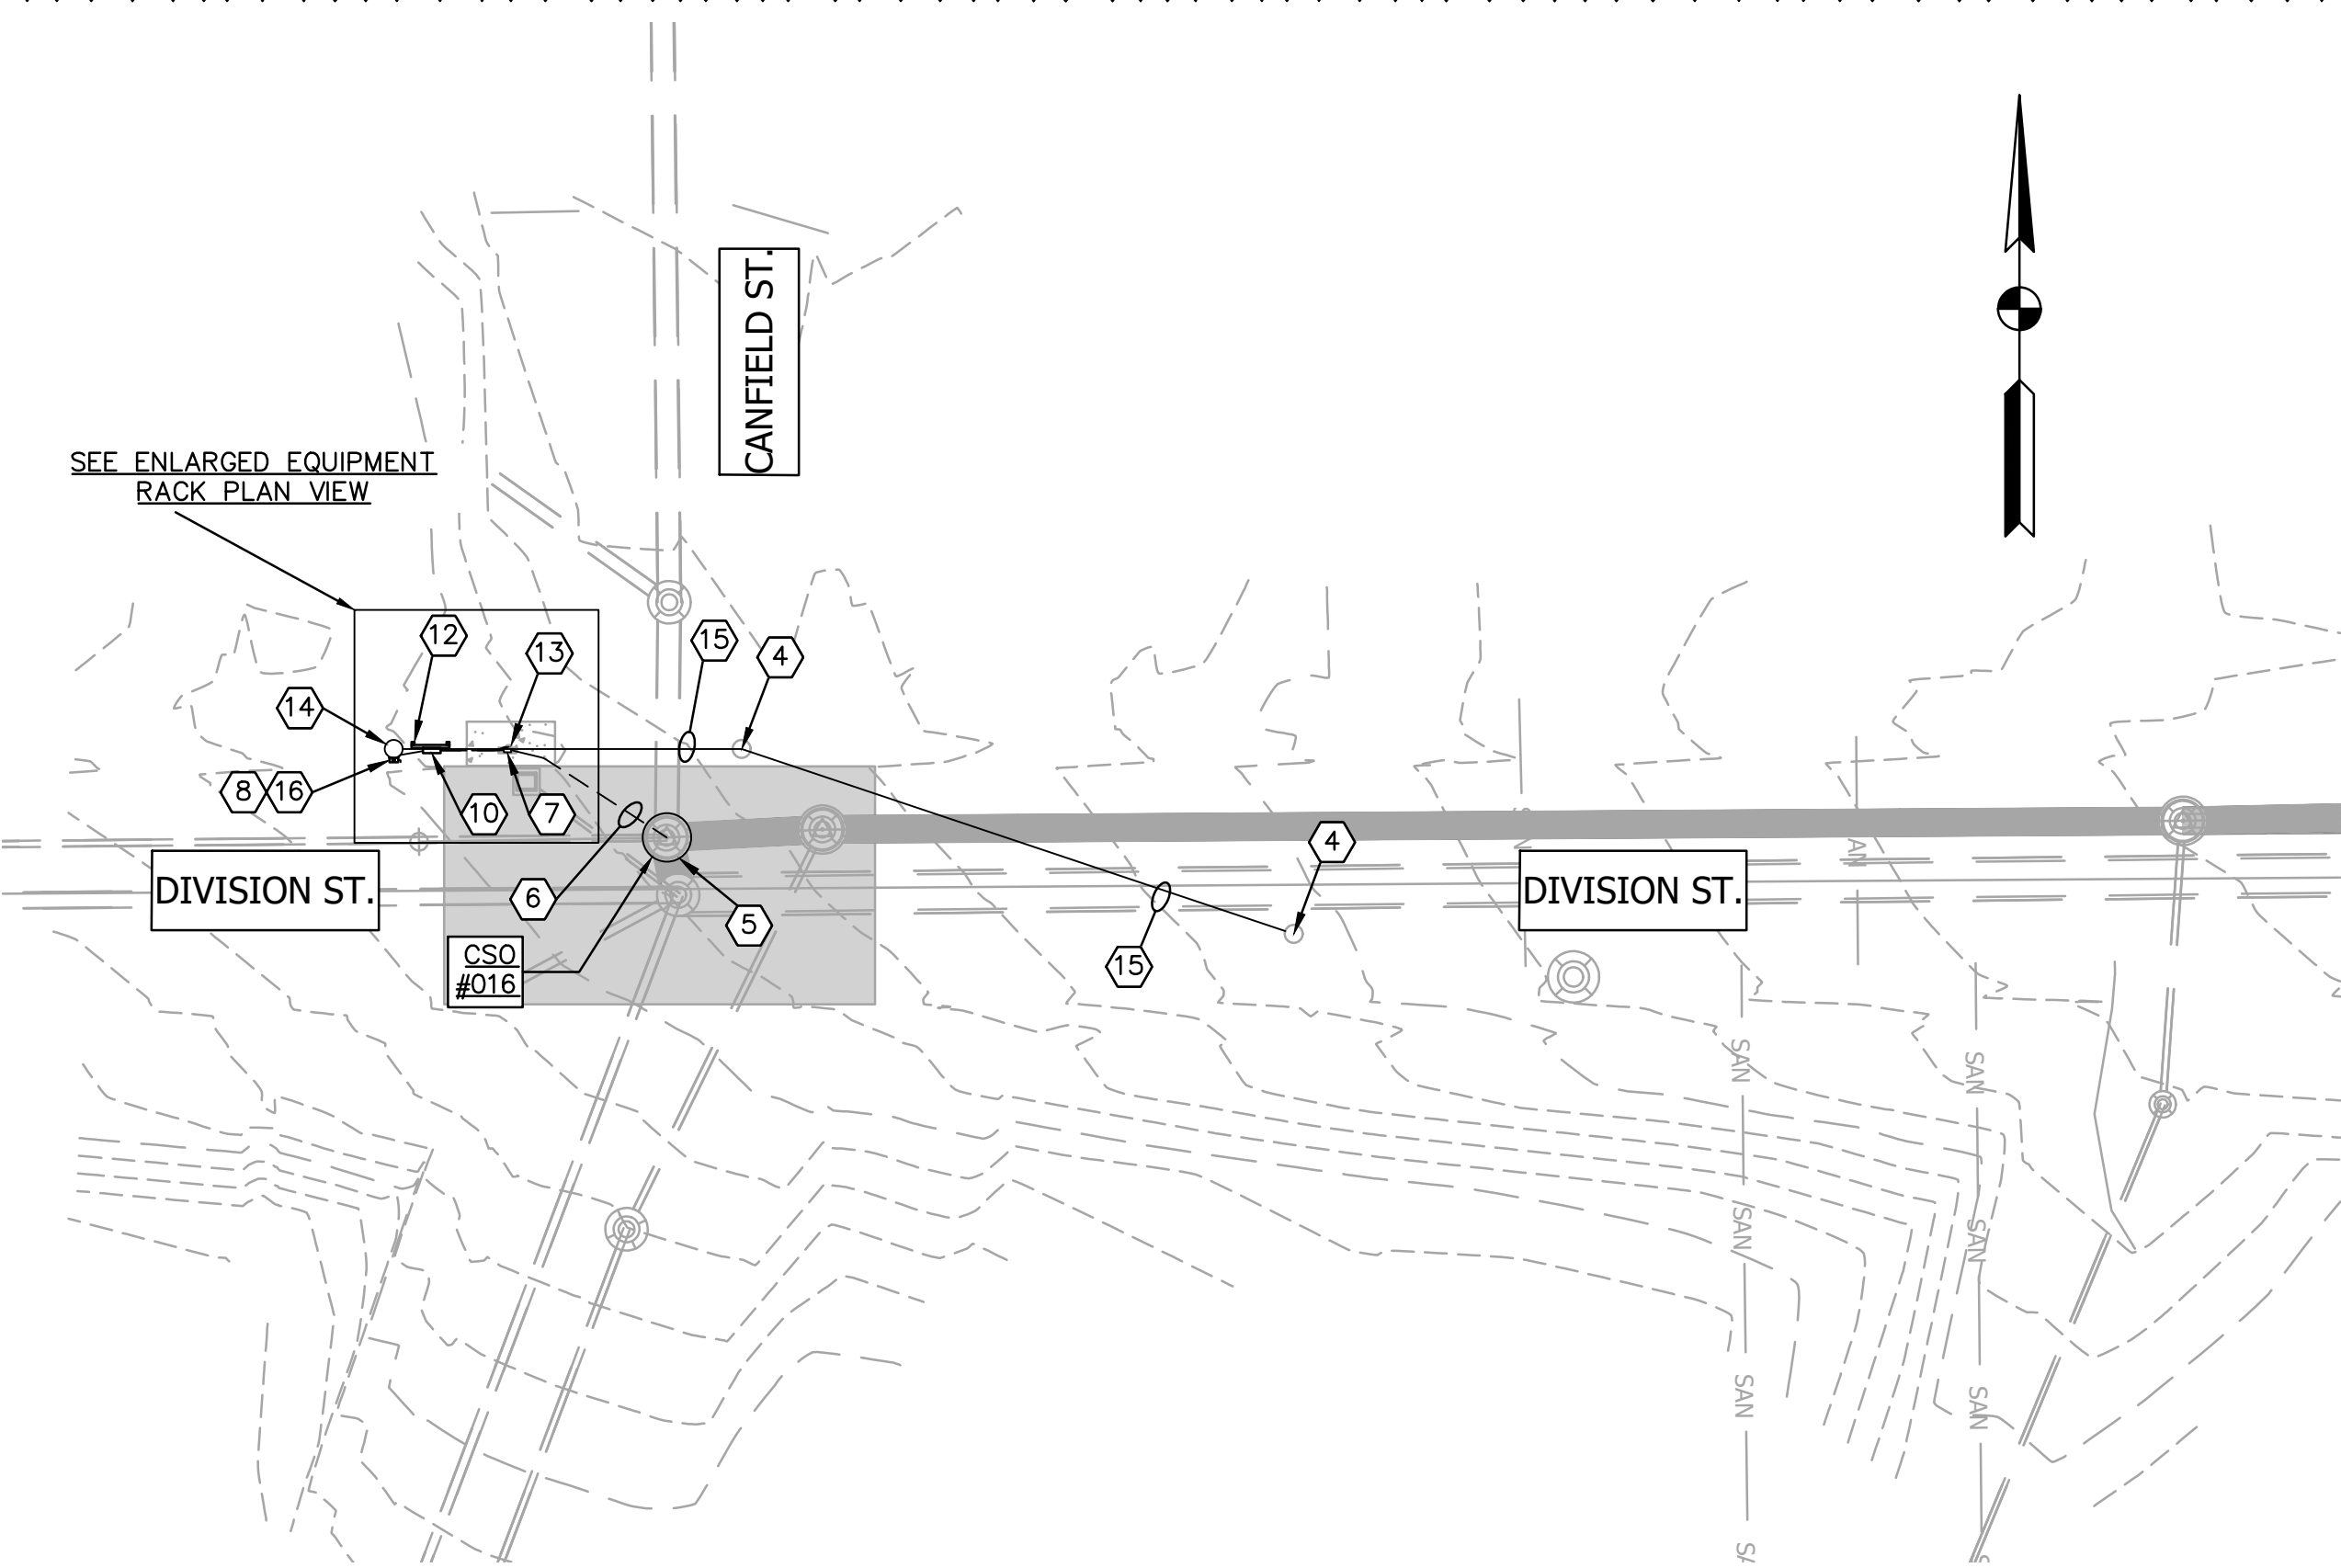 CANFIELD ST.
SEE ENLARGED EQUIPMENT
RACK PLAN VIEW
12
13
15
4
14
8
16
10
7
DIVISION ST.
6
5
CSO
#016
4
15
DIVISION ST.
SAN
SAN
SAN
SAN
SAN
SAN